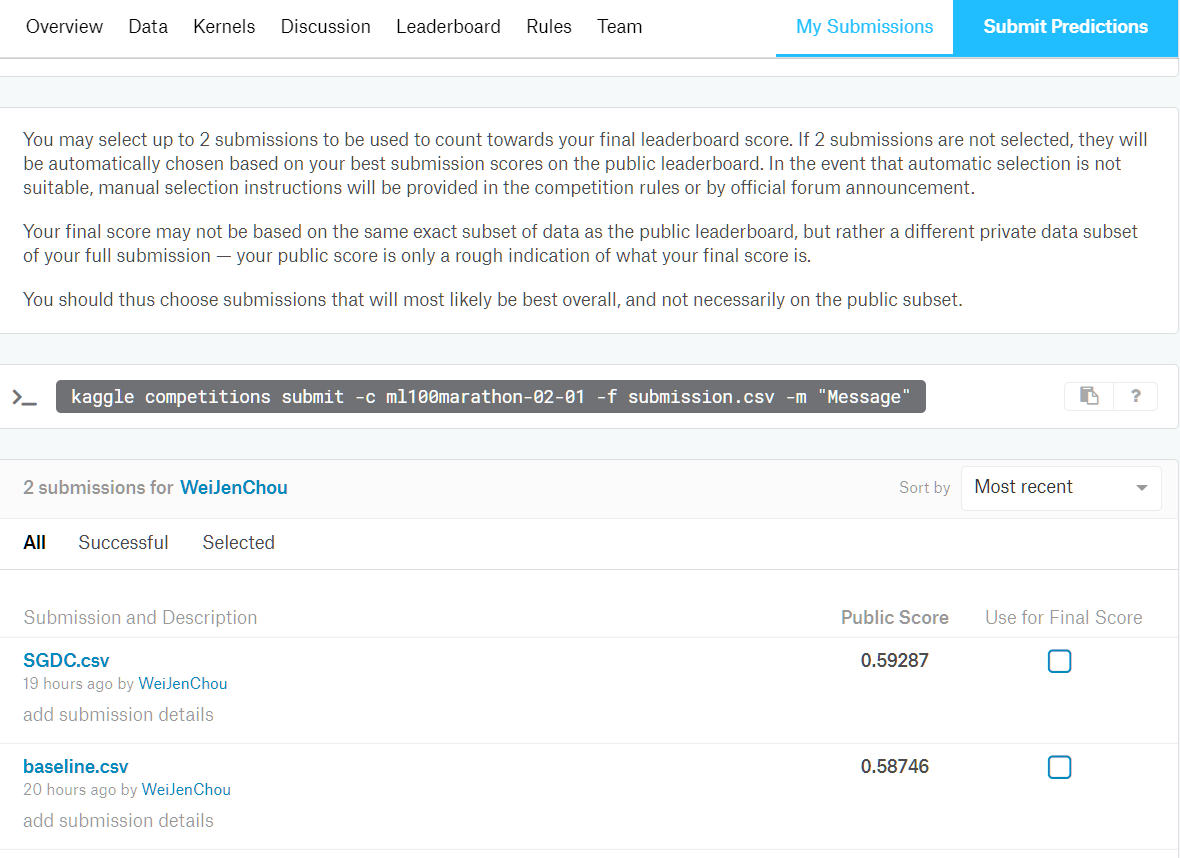 Overview Data Kernels Discussion Leaderboard Rules Team My Submissions Submit Predictions
You may select up to 2 submissions to be used to count towards your final leaderboard score. If 2 submissions are not selected, they will
be automatically chosen based on your best submission scores on the public leaderboard. In the event that automatic selection is not
suitable, manual selection instructions will be provided in the competition rules or by official forum announcement.
Your final score may not be based on the same exact subset of data as the public leaderboard, but rather a different private data subset
of your full submission — your public score is only a rough indication of what your final score is.
You should thus choose submissions that will most likely be best overall, and not necessarily on the public subset.
>_ kaggle competitions submit -c ml100marathon-02-01 -f submission.csv -m "Message" ?
2 submissions for WeiJenChou Sort by Most recent
All Successful Selected
Submission and Description Public Score Use for Final Score
SGDC.csv 0.59287
19 hours ago by WeiJenChou
add submission details
baseline.csv 0.58746
20 hours ago by WeiJenChou
add submission details